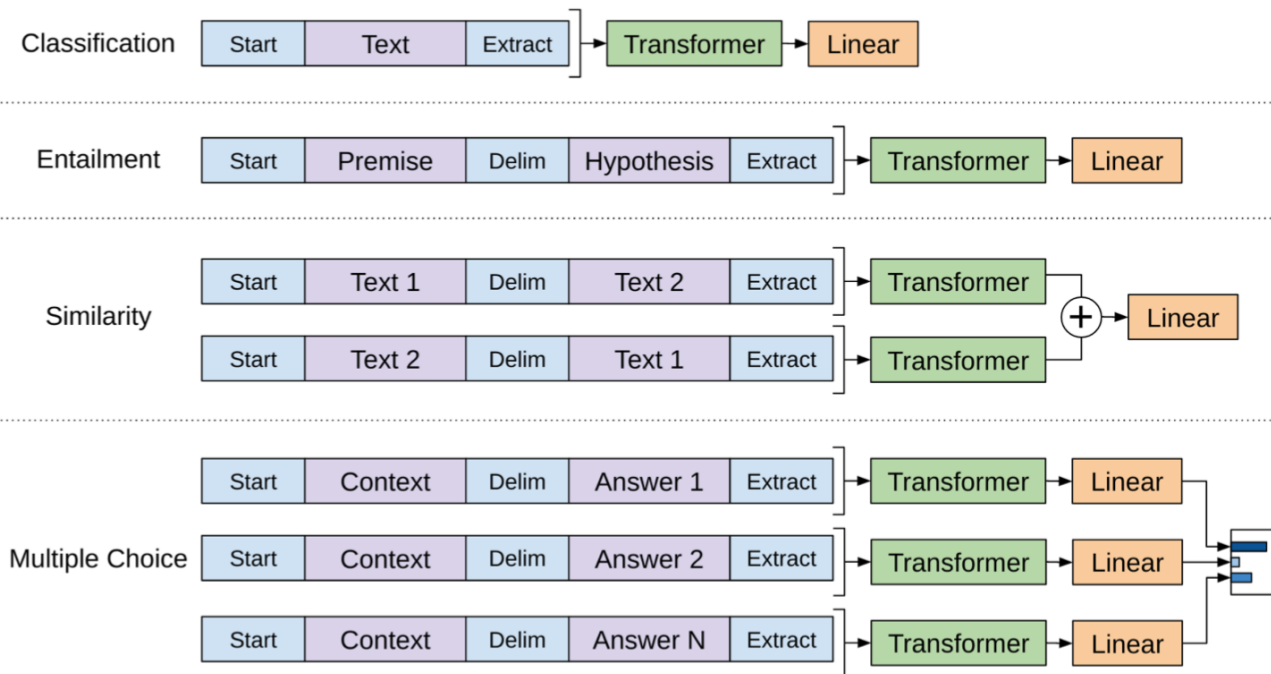 Classification Start Text Extract Transformer Linear
Entailment Start Premise Delim Hypothesis Extract Transformer Linear
Similarity
Start Text 1 Delim Text 2 Extract Transformer
+ Linear
Start Text 2 Delim Text 1 Extract Transformer
Multiple Choice
Start Context Delim Answer 1 Extract Transformer Linear
Start Context Delim Answer 2 Extract Transformer Linear
Start Context Delim Answer N Extract Transformer Linear